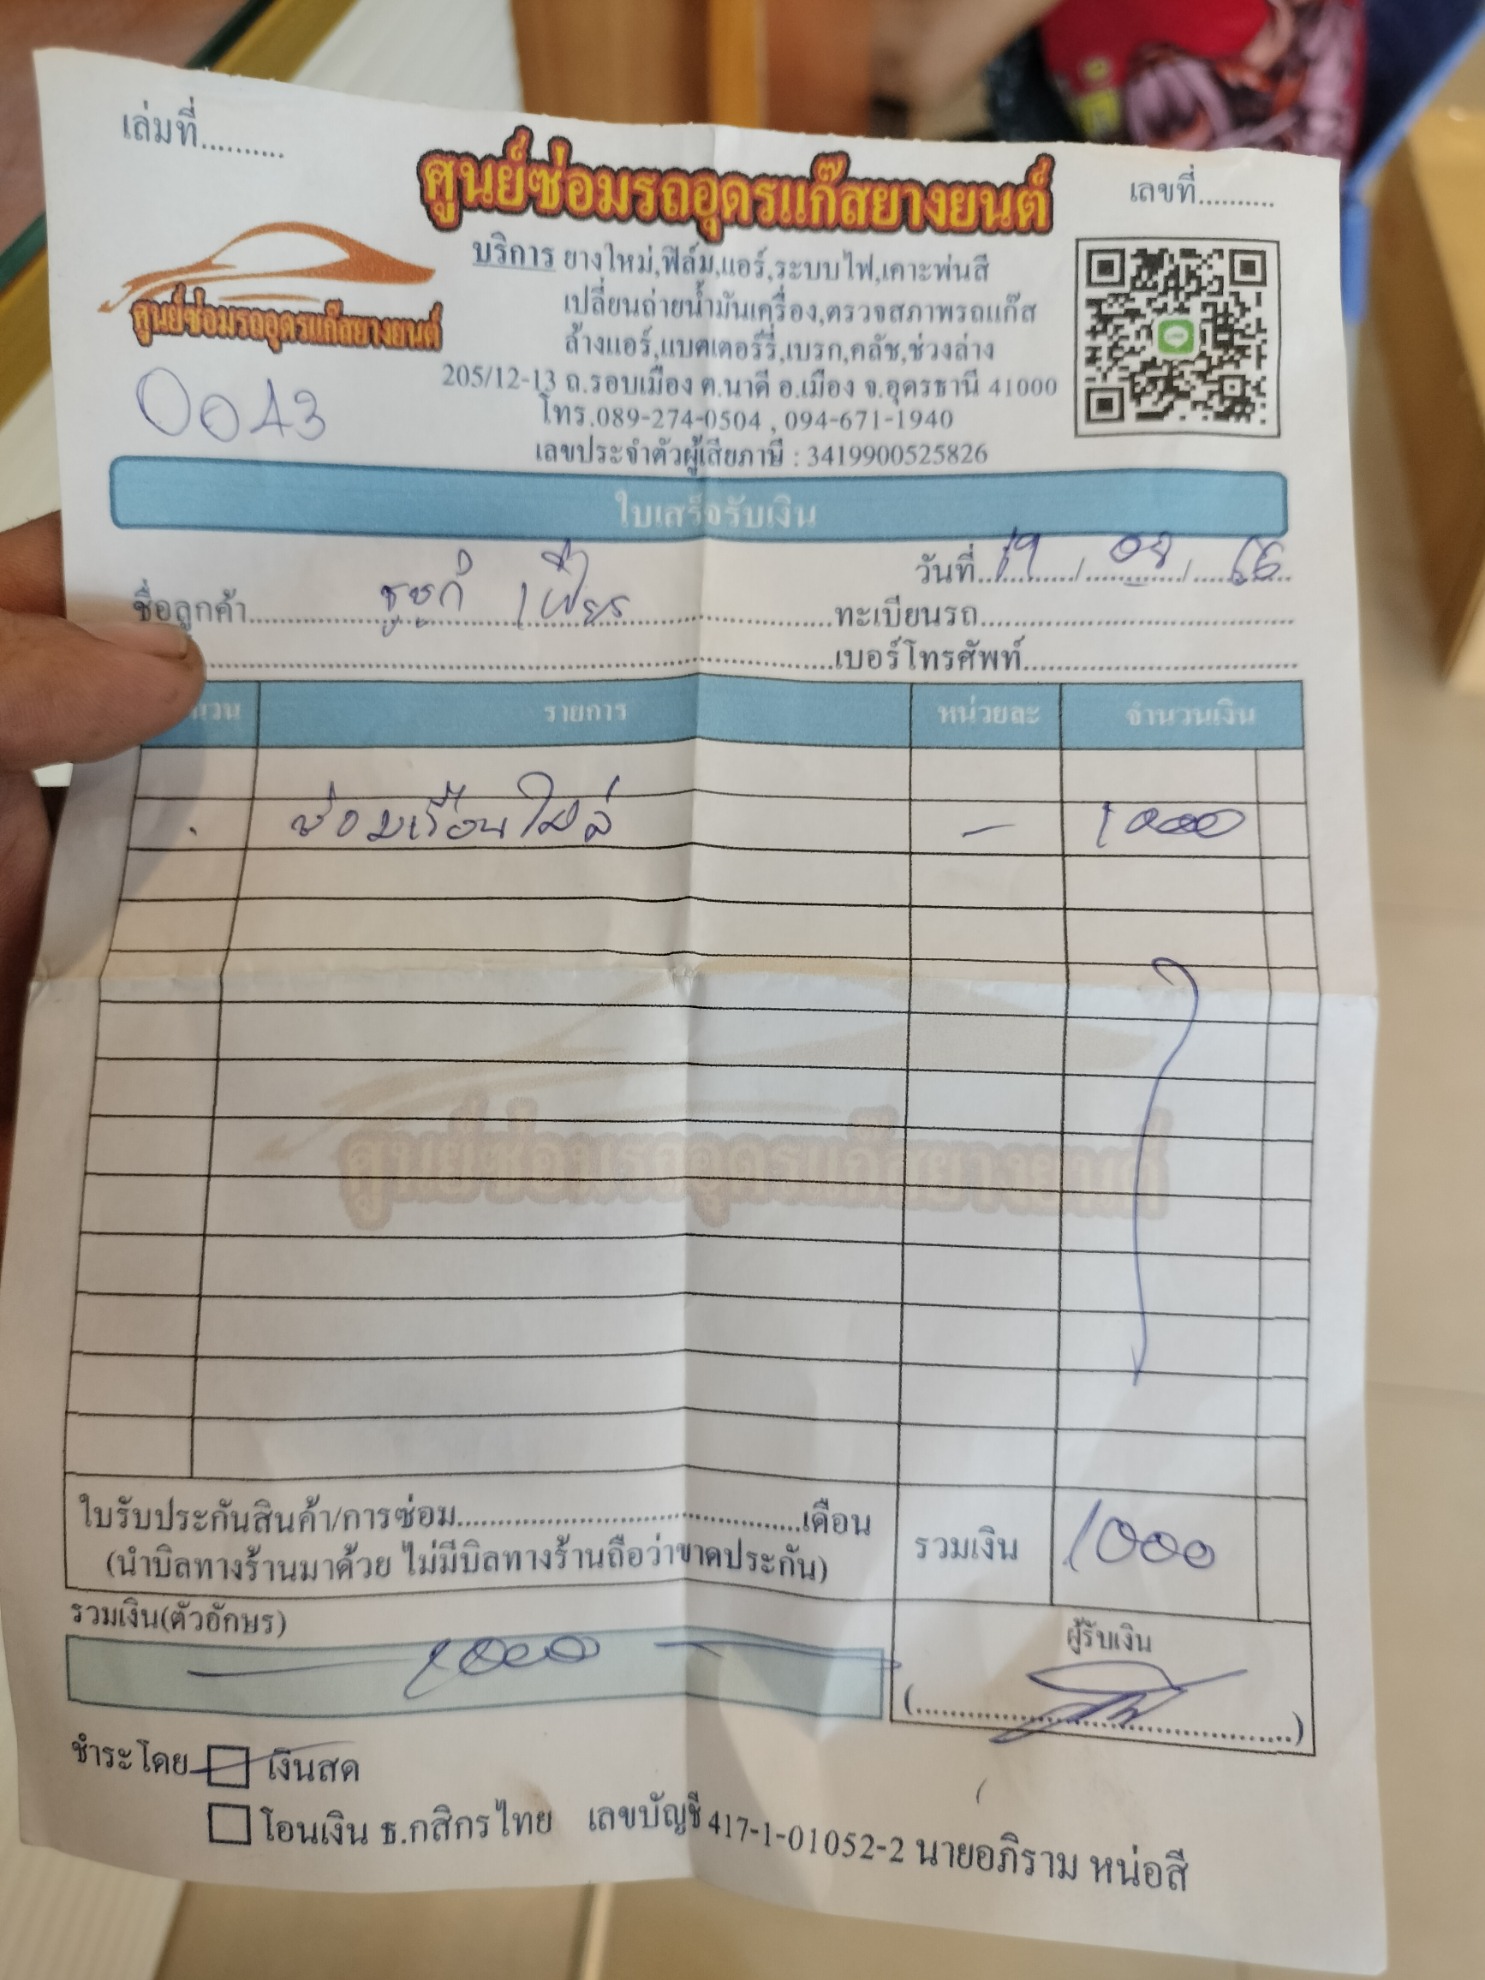 เล่มที่..........
ศูนย์ซ่อมรถอุดรแก๊สยางยนต์
เลขที่..........
ศูนย์ซ่อมรถอุดรแก๊สยางยนต์
บริการ ยางใหม่,ฟิล์ม,แอร์,ระบบไฟ,เคาะพ่นสี
เปลี่ยนถ่ายน้ำมันเครื่อง,ตรวจสภาพรถแก๊ส
ล้างแอร์,แบตเตอร์รี่,เบรก,คลัช,ช่วงล่าง
205/12-13 ถ.รอบเมือง ต.นาดี อ.เมือง จ.อุดรธานี 41000
โทร.089-274-0504 , 094-671-1940
เลขประจำตัวผู้เสียภาษี : 3419900525826
0043
ใบเสร็จรับเงิน
วันที่ 19 / 08 / 66
ชื่อลูกค้า ทะเบียนรถ
เบอร์โทรศัพท์
นวน รายการ หน่วยละ จำนวนเงิน
ซ่อมเรือนไมล์ – 1000
ศูนย์ซ่อมรถอุดรแก๊สยางยนต์
ใบรับประกันสินค้า/การซ่อม..........เดือน
(นำบิลทางร้านมาด้วย ไม่มีบิลทางร้านถือว่าขาดประกัน)
รวมเงิน 1000
รวมเงิน(ตัวอักษร)
1000
ผู้รับเงิน
(..........)
ชำระโดย เงินสด
โอนเงิน ธ.กสิกรไทย เลขบัญชี 417-1-01052-2 นายอภิราม หน่อสี